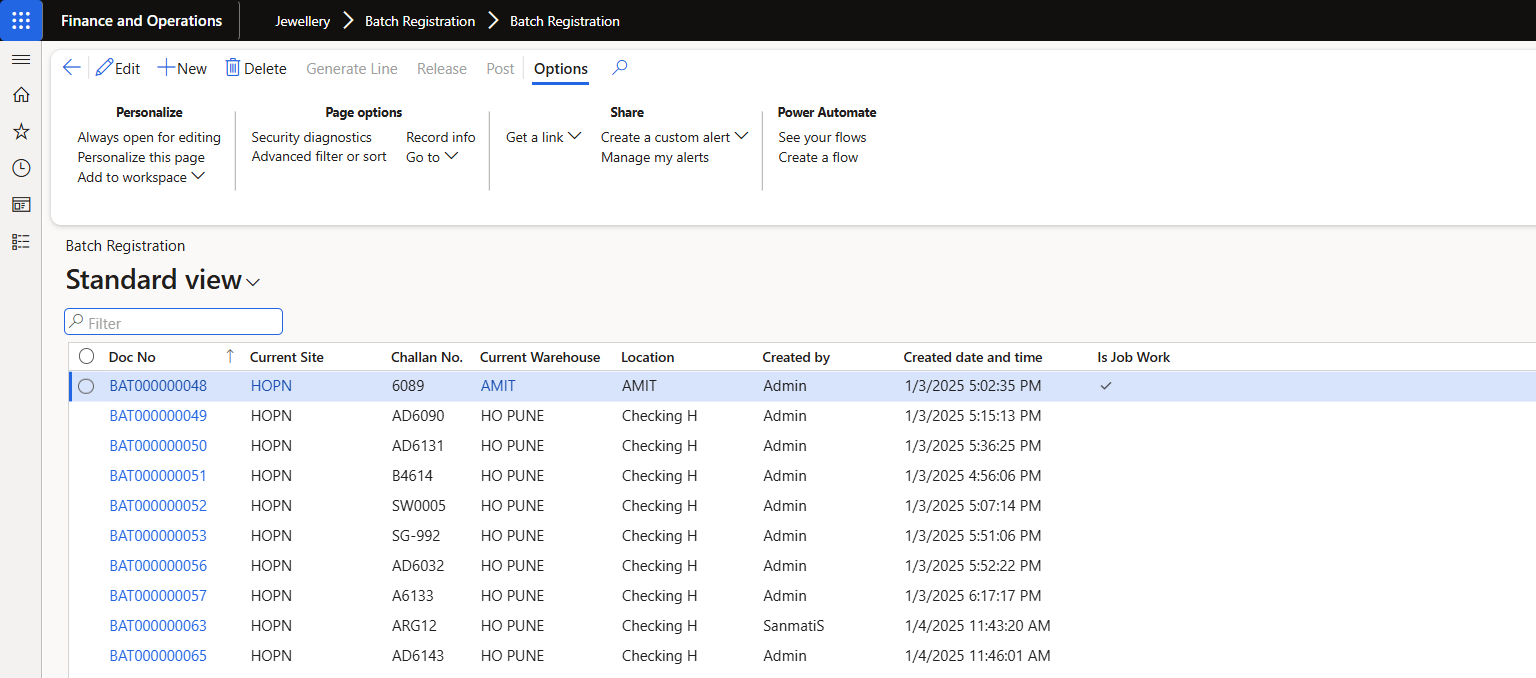 Finance and Operations Jewellery Batch Registration Batch Registration
Edit New Delete Generate Line Release Post Options
Personalize Page options Share Power Automate
Always open for editing Security diagnostics Record info Get a link Create a custom alert See your flows
Personalize this page Advanced filter or sort Go to Manage my alerts Create a flow
Add to workspace
Batch Registration
Standard view
Filter
Doc No Current Site Challan No. Current Warehouse Location Created by Created date and time Is Job Work
BAT000000048 HOPN 6089 AMIT AMIT Admin 1/3/2025 5:02:35 PM
BAT000000049 HOPN AD6090 HO PUNE Checking H Admin 1/3/2025 5:15:13 PM
BAT000000050 HOPN AD6131 HO PUNE Checking H Admin 1/3/2025 5:36:25 PM
BAT000000051 HOPN B4614 HO PUNE Checking H Admin 1/3/2025 4:56:06 PM
BAT000000052 HOPN SW0005 HO PUNE Checking H Admin 1/3/2025 5:07:14 PM
BAT000000053 HOPN SG-992 HO PUNE Checking H Admin 1/3/2025 5:51:06 PM
BAT000000056 HOPN AD6032 HO PUNE Checking H Admin 1/3/2025 5:52:22 PM
BAT000000057 HOPN A6133 HO PUNE Checking H Admin 1/3/2025 6:17:17 PM
BAT000000063 HOPN ARG12 HO PUNE Checking H SanmatiS 1/4/2025 11:43:20 AM
BAT000000065 HOPN AD6143 HO PUNE Checking H Admin 1/4/2025 11:46:01 AM